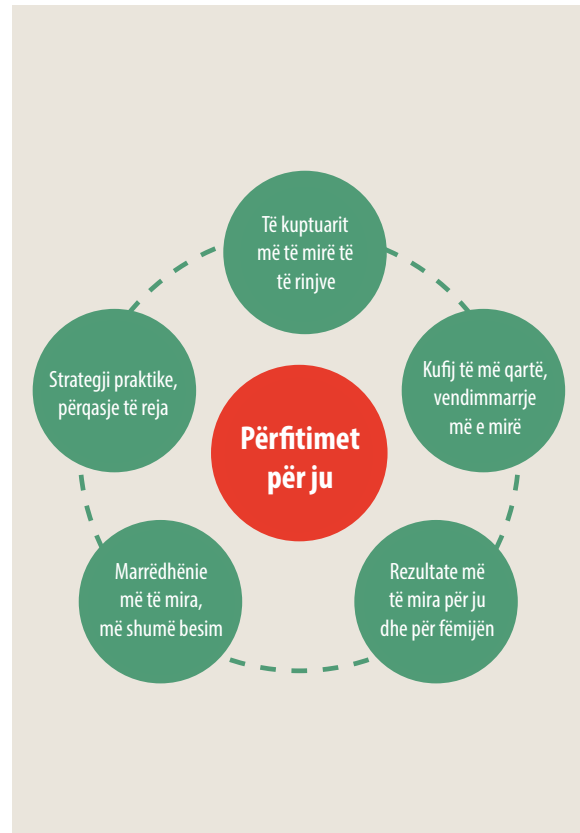 Të kuptuarit
më të mirë të
të rinjve
Strategji praktike,
përqasje të reja
Kufij të më qartë,
vendimmarrje
më e mirë
Përfitimet
për ju
Marrëdhënie
më të mira,
më shumë besim
Rezultate më
të mira për ju
dhe për fëmijën